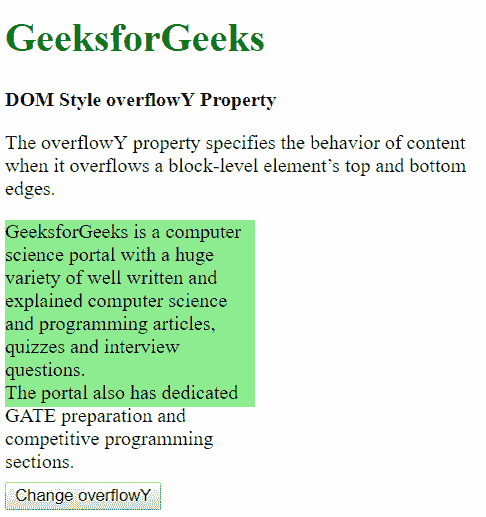 GeeksforGeeks
DOM Style overflowY Property
The overflowY property specifies the behavior of content
when it overflows a block-level element’s top and bottom
edges.
GeeksforGeeks is a computer
science portal with a huge
variety of well written and
explained computer science
and programming articles,
quizzes and interview
questions.
The portal also has dedicated
GATE preparation and
competitive programming
sections.
Change overflowY